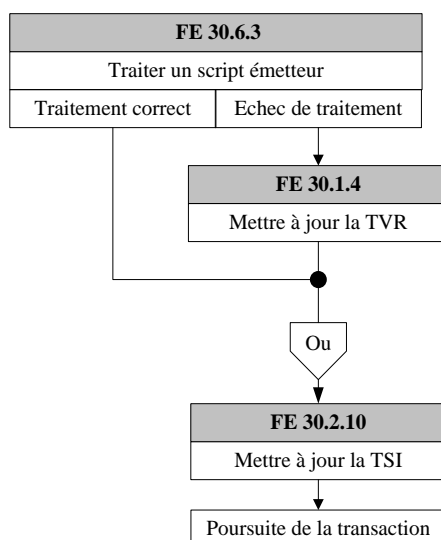 FE 30.6.3
Traiter un script émetteur
Traitement correct
Echec de traitement
FE 30.1.4
Mettre à jour la TVR
Ou
FE 30.2.10
Mettre à jour la TSI
Poursuite de la transaction